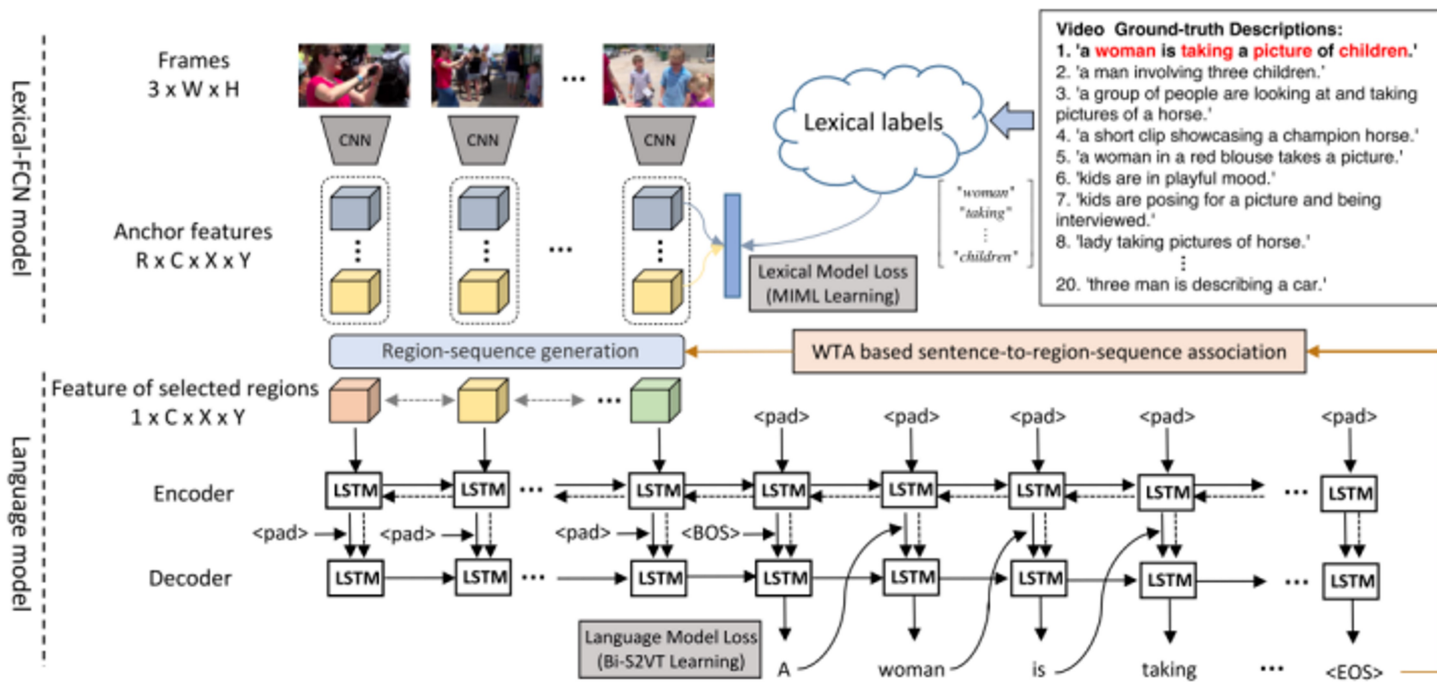 Lexical-FCN model
Frames
3 x W x H
CNN
CNN
CNN
Anchor features
R x C x X x Y
Lexical labels
"woman"
"taking"
"children"
Lexical Model Loss
(MIML Learning)
Video Ground-truth Descriptions:
1. 'a woman is taking a picture of children.'
2. 'a man involving three children.'
3. 'a group of people are looking at and taking
pictures of a horse.'
4. 'a short clip showcasing a champion horse.'
5. 'a woman in a red blouse takes a picture.'
6. 'kids are in playful mood.'
7. 'kids are posing for a picture and being
interviewed.'
8. 'lady taking pictures of horse.'
20. 'three man is describing a car.'
Region-sequence generation
WTA based sentence-to-region-sequence association
Language model
Feature of selected regions
1 x C x X x Y
<pad> <pad> <pad> <pad> <pad>
Encoder
LSTM LSTM ... LSTM LSTM LSTM LSTM LSTM ... LSTM
<pad> <pad> <pad> <BOS>
Decoder
LSTM LSTM ... LSTM LSTM LSTM LSTM LSTM ... LSTM
Language Model Loss
(Bi-S2VT Learning)
A woman is taking ... <EOS>